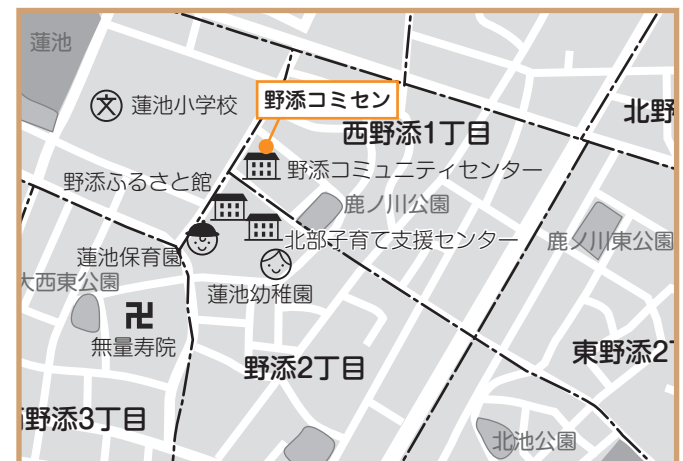 蓮池
文
蓮池小学校
野添コミセン
北野
西野添1丁目
野添コミュニティセンター
野添ふるさと館
鹿ノ川公園
北部子育て支援センター
鹿ノ川東公園
蓮池保育園
大西東公園
蓮池幼稚園
卍
無量寿院
野添2丁目
東野添2
野添3丁目
北池公園